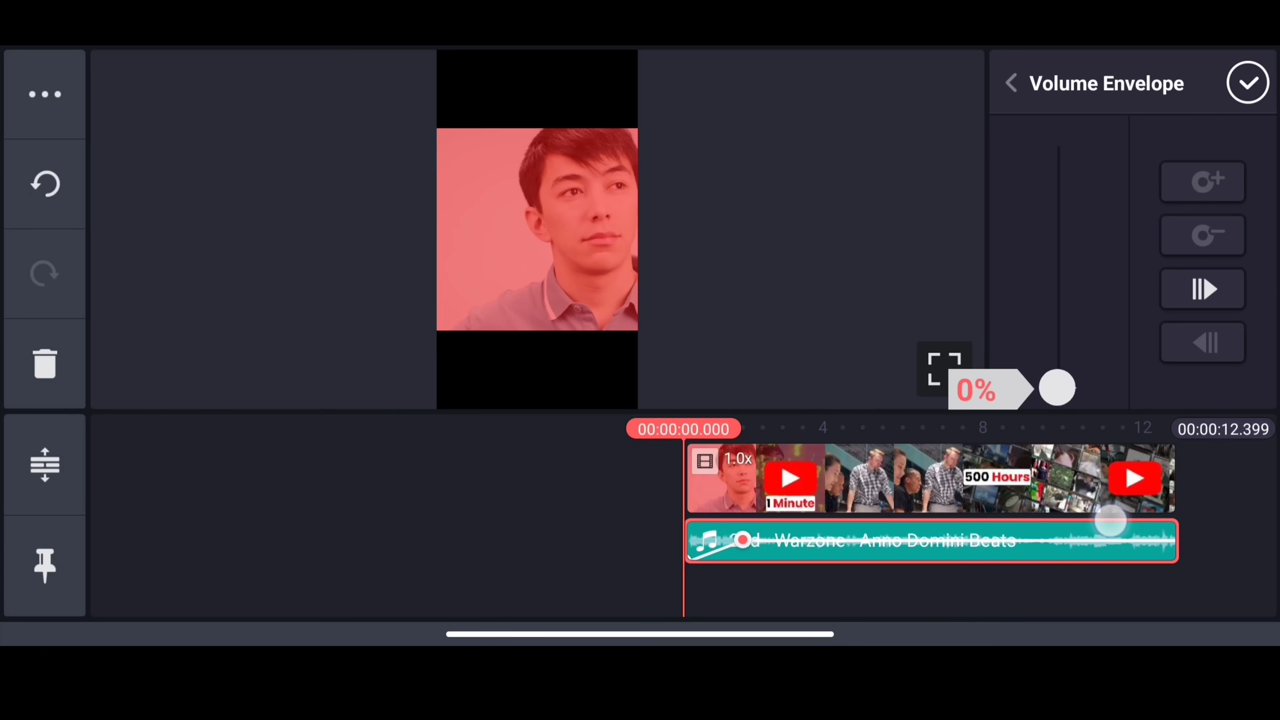 Volume Envelope
0%
00:00:00.000
4
8
12
00:00:12.399
1.0x
1 Minute
500 Hours
Warzone - Anno Domini Beats